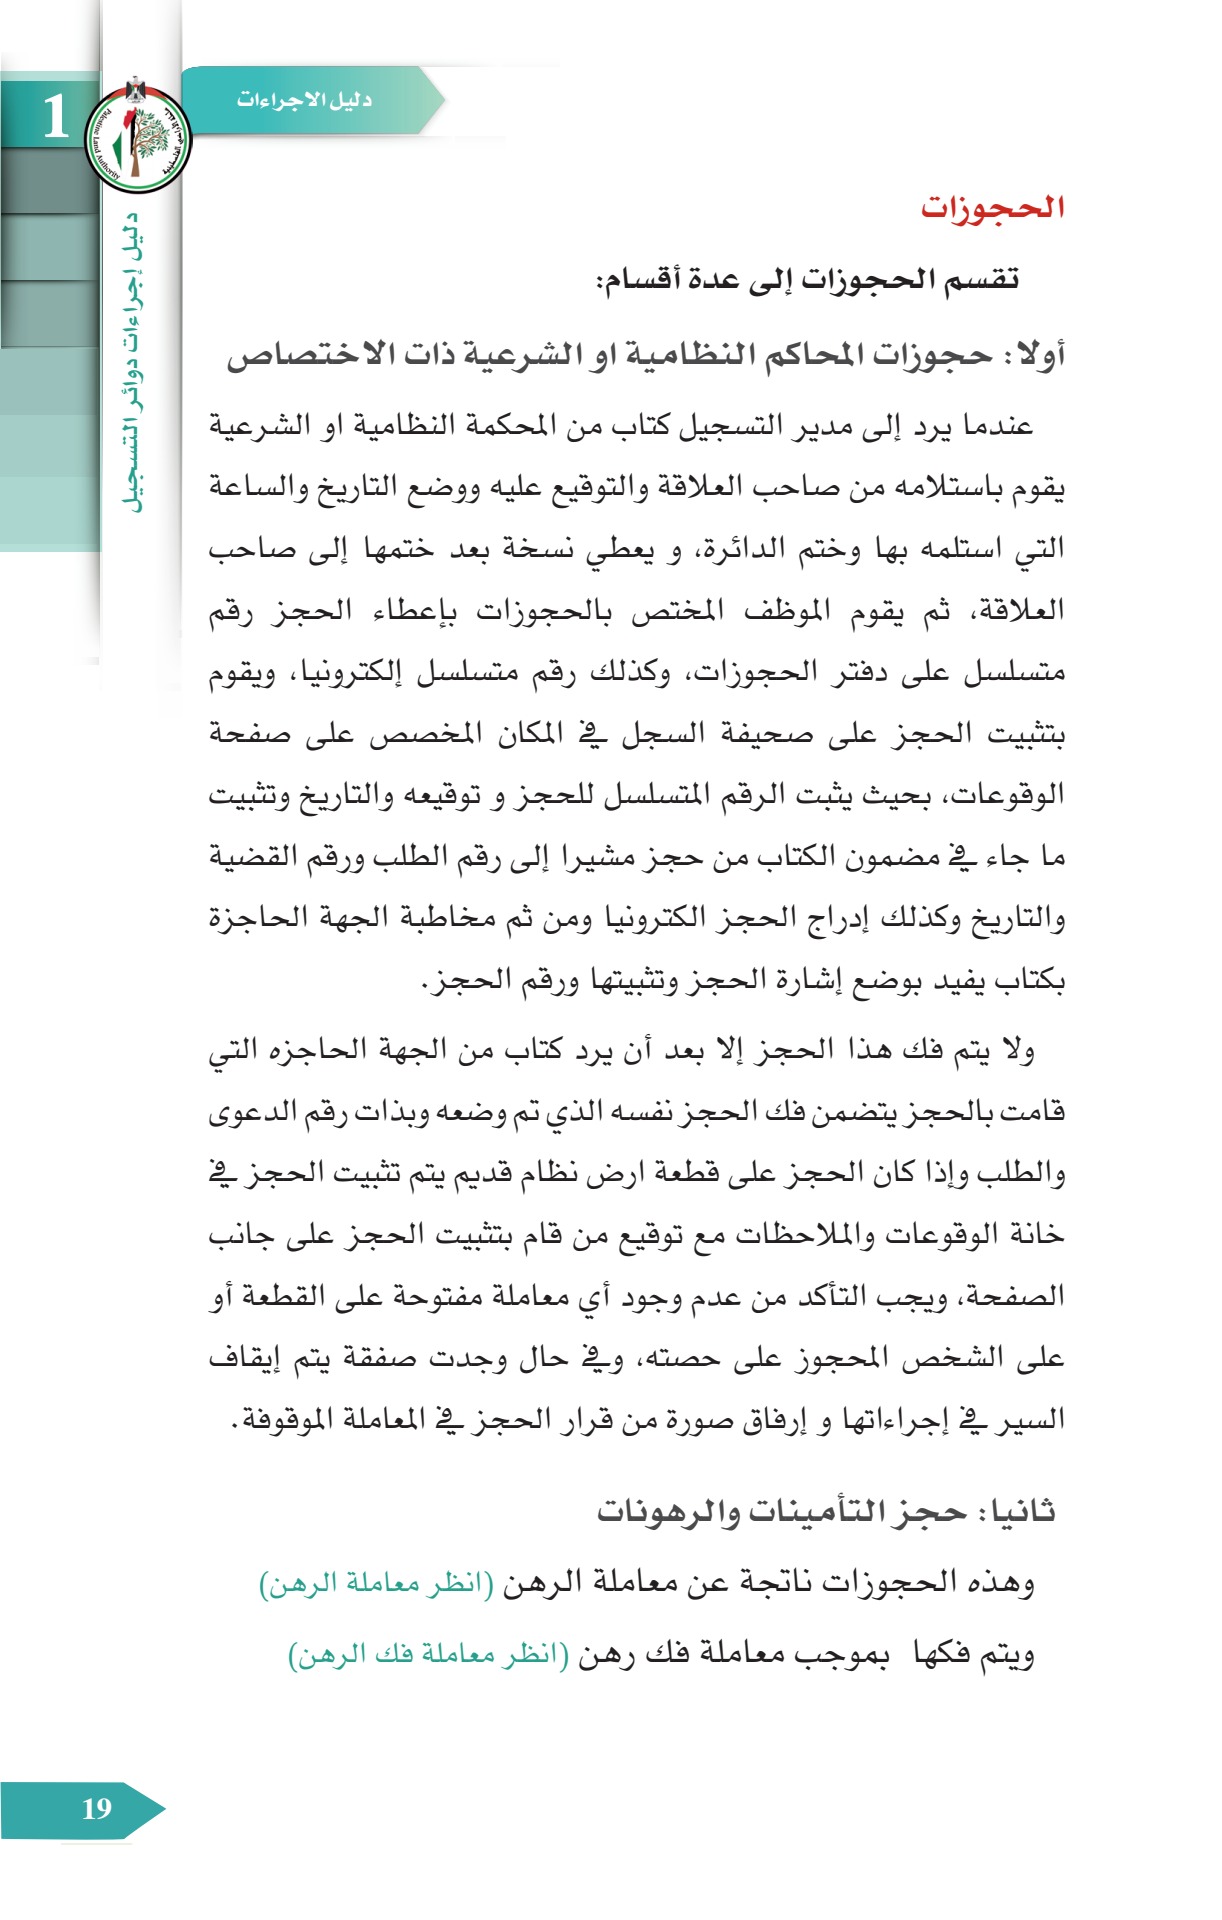 دليل الاجراءات
1
Palestine Land Authority
دليل إجراءات دوائر التسجيل
الحجوزات
تقسم الحجوزات إلى عدة أقسام:
أولا: حجوزات المحاكم النظامية او الشرعية ذات الاختصاص
عندما يرد إلى مدير التسجيل كتاب من المحكمة النظامية او الشرعية
يقوم باستلامه من صاحب العلاقة والتوقيع عليه ووضع التاريخ والساعة
التي استلمه بها وختم الدائرة، و يعطي نسخة بعد ختمها إلى صاحب
العلاقة، ثم يقوم الموظف المختص بالحجوزات بإعطاء الحجز رقم
متسلسل على دفتر الحجوزات، وكذلك رقم متسلسل إلكترونيا، ويقوم
بتثبيت الحجز على صحيفة السجل في المكان المخصص على صفحة
الوقوعات، بحيث يثبت الرقم المتسلسل للحجز و توقيعه والتاريخ وتثبيت
ما جاء في مضمون الكتاب من حجز مشيرا إلى رقم الطلب ورقم القضية
والتاريخ وكذلك إدراج الحجز الكترونيا ومن ثم مخاطبة الجهة الحاجزة
بكتاب يفيد بوضع إشارة الحجز وتثبيتها ورقم الحجز.
ولا يتم فك هذا الحجز إلا بعد أن يرد كتاب من الجهة الحاجزه التي
قامت بالحجز يتضمن فك الحجز نفسه الذي تم وضعه وبذات رقم الدعوى
والطلب وإذا كان الحجز على قطعة ارض نظام قديم يتم تثبيت الحجز في
خانة الوقوعات والملاحظات مع توقيع من قام بتثبيت الحجز على جانب
الصفحة، ويجب التأكد من عدم وجود أي معاملة مفتوحة على القطعة أو
على الشخص المحجوز على حصته، وفي حال وجدت صفقة يتم إيقاف
السير في إجراءاتها و إرفاق صورة من قرار الحجز في المعاملة الموقوفة.
ثانيا: حجز التأمينات والرهونات
وهذه الحجوزات ناتجة عن معاملة الرهن (انظر معاملة الرهن)
ويتم فكها بموجب معاملة فك رهن (انظر معاملة فك الرهن)
19